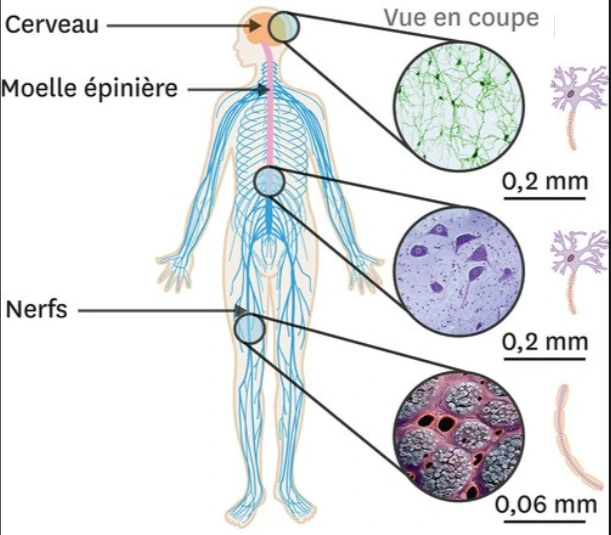 Cerveau
Vue en coupe
Moelle épinière
0,2 mm
Nerfs
0,2 mm
0,06 mm